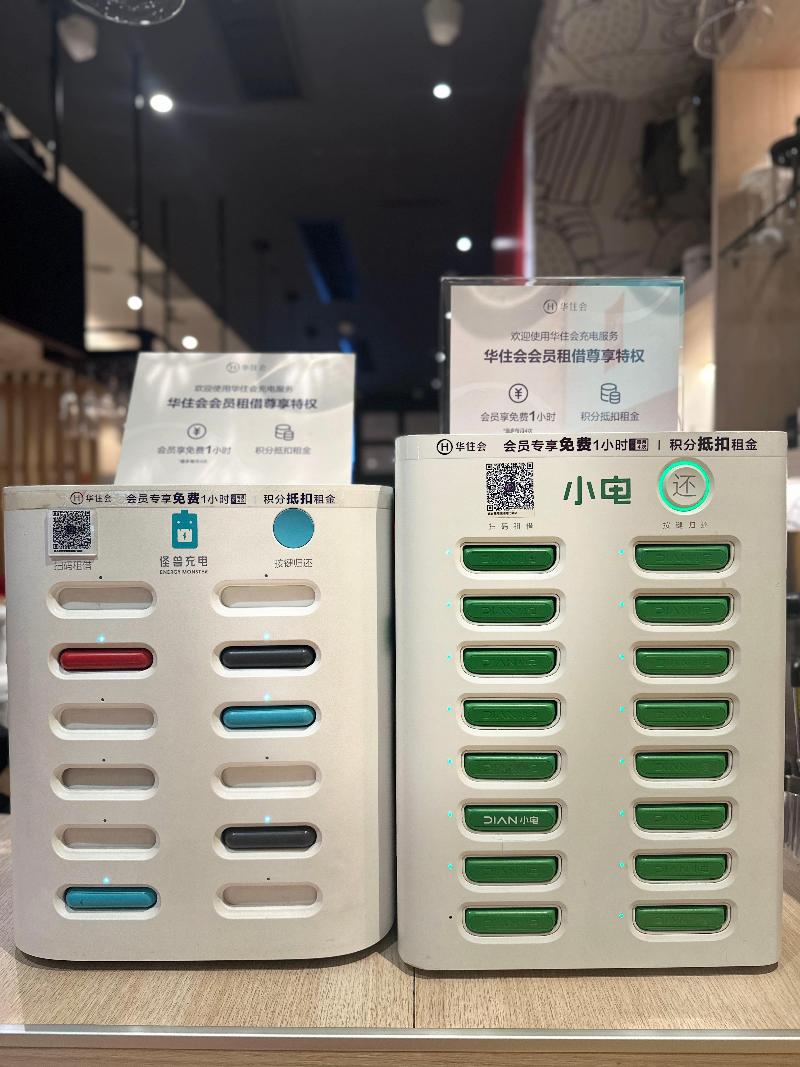 华住会
欢迎使用华住会充电服务
华住会会员租借尊享特权
会员享免费1小时
积分抵扣租金
华住会 会员专享免费1小时 | 积分抵扣租金
扫码租借
怪兽充电
ENERGY MONSTER
按键归还
华住会
欢迎使用华住会充电服务
华住会会员租借尊享特权
会员享免费1小时
积分抵扣租金
华住会 会员专享免费1小时 | 积分抵扣租金
小电
还
扫码租借
按键归还
DIAN小电